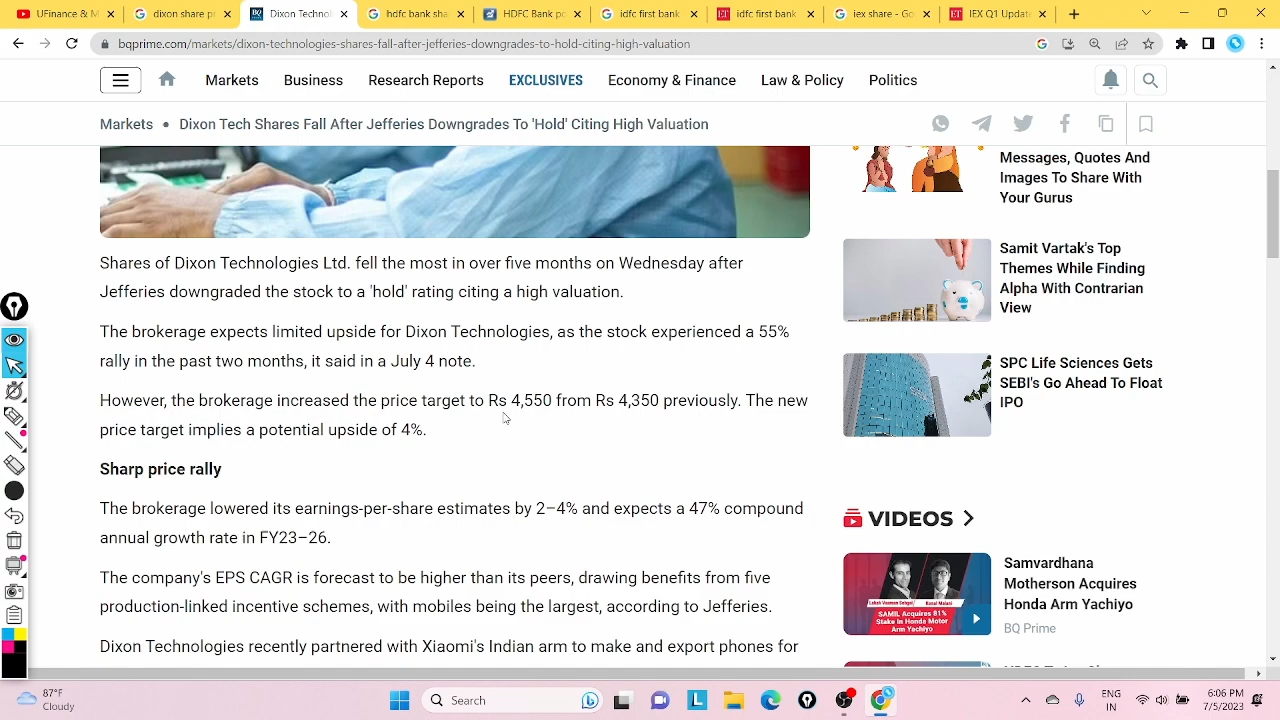 UFinance & M
dixon share pr
Dixon Technolo
hdfc bank sha
HDFC Bank po
idfc first bank
idfc first bank
iex share - Go
IEX Q1 Update
bqprime.com/markets/dixon-technologies-shares-fall-after-jefferies-downgrades-to-hold-citing-high-valuation
Markets Business Research Reports EXCLUSIVES Economy & Finance Law & Policy Politics
Markets • Dixon Tech Shares Fall After Jefferies Downgrades To 'Hold' Citing High Valuation
Shares of Dixon Technologies Ltd. fell the most in over five months on Wednesday after
Jefferies downgraded the stock to a 'hold' rating citing a high valuation.
The brokerage expects limited upside for Dixon Technologies, as the stock experienced a 55%
rally in the past two months, it said in a July 4 note.
However, the brokerage increased the price target to Rs 4,550 from Rs 4,350 previously. The new
price target implies a potential upside of 4%.
Sharp price rally
The brokerage lowered its earnings-per-share estimates by 2–4% and expects a 47% compound
annual growth rate in FY23–26.
The company's EPS CAGR is forecast to be higher than its peers, drawing benefits from five
production-linked incentive schemes, with mobiles being the largest, according to Jefferies.
Dixon Technologies recently partnered with Xiaomi's Indian arm to make and export phones for
Messages, Quotes And
Images To Share With
Your Gurus
Samit Vartak's Top
Themes While Finding
Alpha With Contrarian
View
SPC Life Sciences Gets
SEBI's Go Ahead To Float
IPO
VIDEOS
SAMIL Acquires 81%
Stake In Honda Motor
Arm Yachiyo
Samvardhana
Motherson Acquires
Honda Arm Yachiyo
BQ Prime
87°F
Cloudy
Search
ENG
IN
6:06 PM
7/5/2023